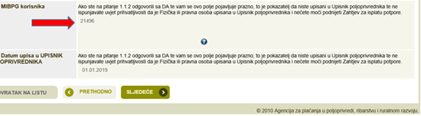 MIBPG korisnika
Ako ste na pitanje 1.1.2 odgovorili sa DA te vam se ovo polje pojavljuje prazno, to je pokazatelj da niste upisani u Upisnik poljoprivrednika te ne
ispunjavate uvjet prihvatljivosti da je Fizička ili pravna osoba upisana u Upisnik poljoprivrednika i nećete moći podnijeti Zahtjev za isplatu potpore.
21496
Datum upisa u UPISNIK
OPRIVREDNIKA
Ako ste na pitanje 1.1.2 odgovorili sa DA te vam se ovo polje pojavljuje prazno, to je pokazatelj da niste upisani u Upisnik poljoprivrednika te ne
ispunjavate uvjet prihvatljivosti da je Fizička ili pravna osoba upisana u Upisnik poljoprivrednika i nećete moći podnijeti Zahtjev za isplatu potpore.
01.01.2019
VRATAK NA LISTU
PRETHODNO
SLJEDEĆE
© 2010 Agencija za plaćanja u poljoprivredi, ribarstvu i ruralnom razvoju.